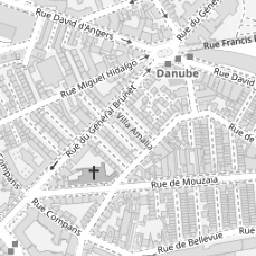 Rue David d'Angers
Rue du Géné
Rue Francis
Danube
Rue David
Rue Miguel Hidalgo
Rue du Général Brunet
Villa Amalia
Rue de Mouzaïa
Compans
Rue Compans
Rue de Bellevue